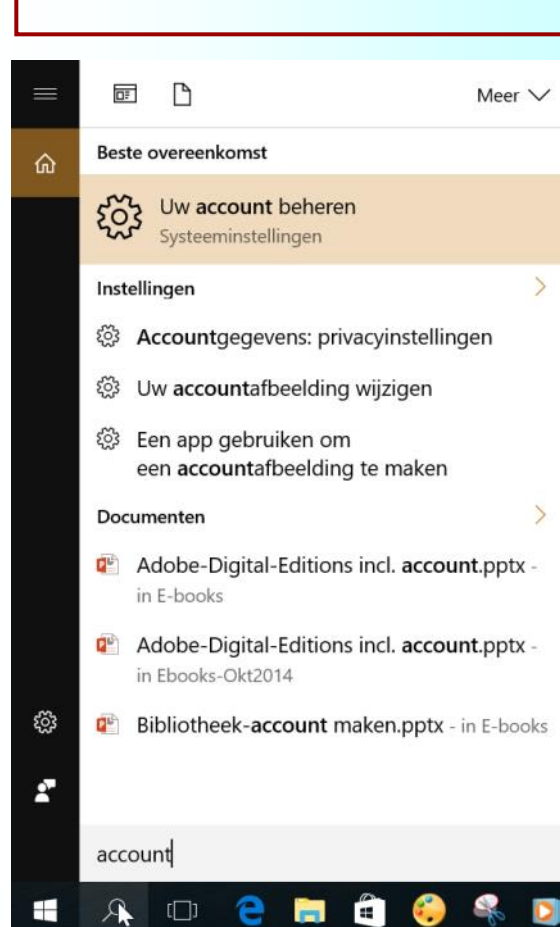 Meer
Beste overeenkomst
Uw account beheren
Systeeminstellingen
Instellingen
Accountgegevens: privacyinstellingen
Uw accountafbeelding wijzigen
Een app gebruiken om
een accountafbeelding te maken
Documenten
Adobe-Digital-Editions incl. account.pptx -
in E-books
Adobe-Digital-Editions incl. account.pptx -
in Ebooks-Okt2014
Bibliotheek-account maken.pptx - in E-books
account